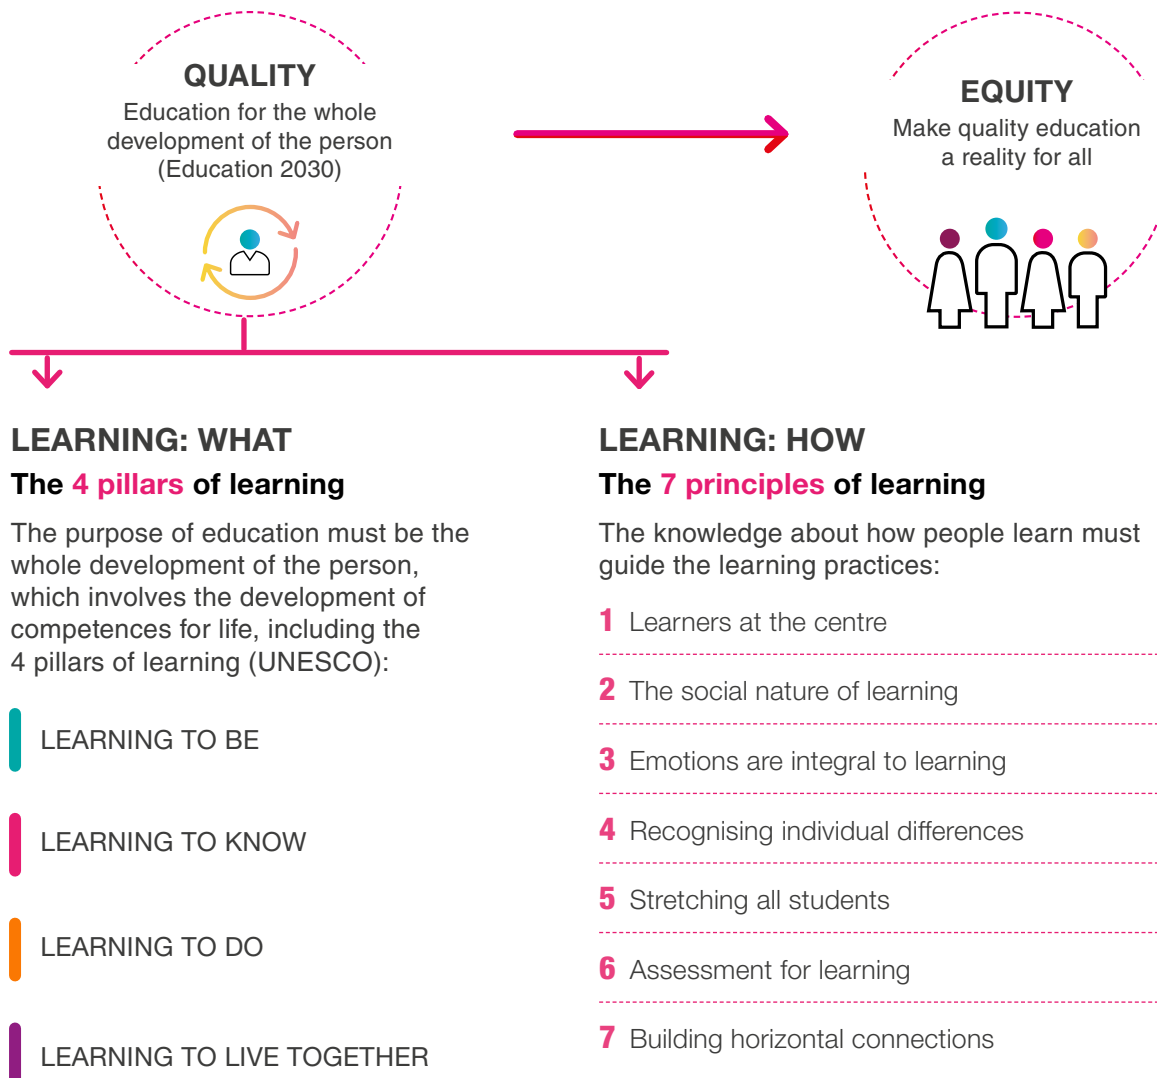 QUALITY
Education for the whole
development of the person
(Education 2030)
EQUITY
Make quality education
a reality for all
LEARNING: WHAT
The 4 pillars of learning
The purpose of education must be the
whole development of the person,
which involves the development of
competences for life, including the
4 pillars of learning (UNESCO):
LEARNING TO BE
LEARNING TO KNOW
LEARNING TO DO
LEARNING TO LIVE TOGETHER
LEARNING: HOW
The 7 principles of learning
The knowledge about how people learn must
guide the learning practices:
1 Learners at the centre
2 The social nature of learning
3 Emotions are integral to learning
4 Recognising individual differences
5 Stretching all students
6 Assessment for learning
7 Building horizontal connections